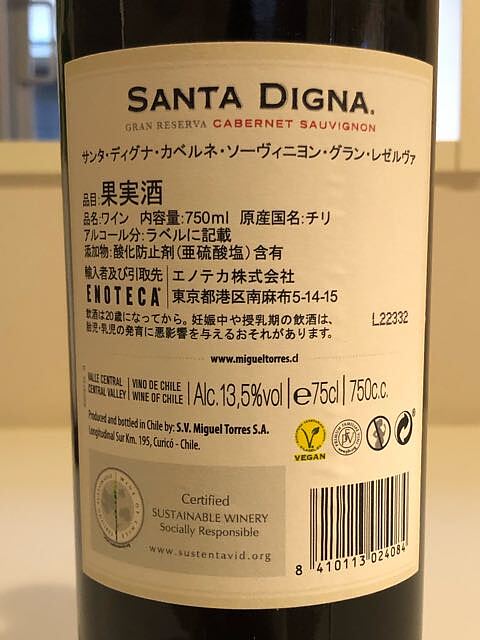 SANTA DIGNA.
GRAN RESERVA CABERNET SAUVIGNON
サンタ・ディグナ・カベルネ・ソーヴィニヨン・グラン・レゼルヴァ
品目:果実酒
品名:ワイン 内容量:750ml 原産国名:チリ
アルコール分:ラベルに記載
添加物:酸化防止剤(亜硫酸塩)含有
輸入者及び引取先 エノテカ株式会社
ENOTECA® 東京都港区南麻布5-14-15
飲酒は20歳になってから。妊娠中や授乳期の飲酒は、
胎児・乳児の発育に悪影響を与えるおそれがあります。
L22332
www.migueltorres.cl
VALLE CENTRAL VINO DE CHILE
CENTRAL VALLEY WINE OF CHILE
Alc.13,5%vol e75cl 750c.c.
Produced and bottled in Chile by: S.V. Miguel Torres S.A.
Longitudinal Sur Km. 195, Curicó - Chile.
VEGAN
Certified
SUSTAINABLE WINERY
Socially Responsible
www.sustentavid.org
8 410113 024084